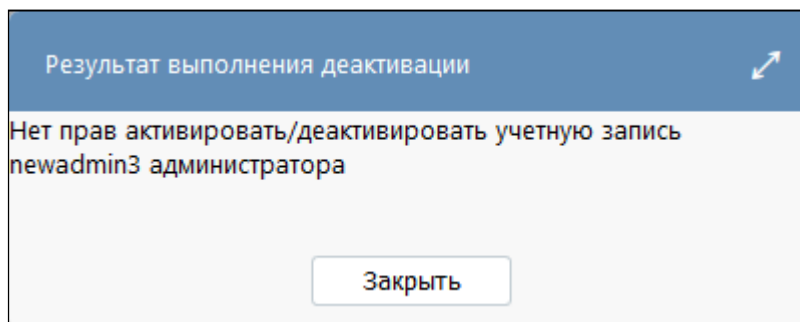 Результат выполнения деактивации
Нет прав активировать/деактивировать учетную запись
newadmin3 администратора
Закрыть